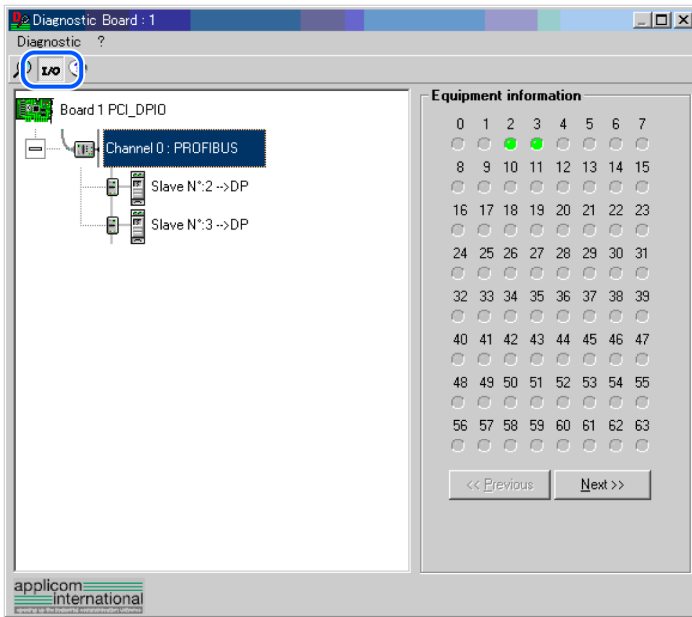 Diagnostic Board : 1
Diagnostic ?
I/O
Board 1 PCI_DPIO
Channel 0 : PROFIBUS
Slave N°:2 -->DP
Slave N°:3 -->DP
Equipment information
0 1 2 3 4 5 6 7
8 9 10 11 12 13 14 15
16 17 18 19 20 21 22 23
24 25 26 27 28 29 30 31
32 33 34 35 36 37 38 39
40 41 42 43 44 45 46 47
48 49 50 51 52 53 54 55
56 57 58 59 60 61 62 63
<< Previous Next >>
applicom
international